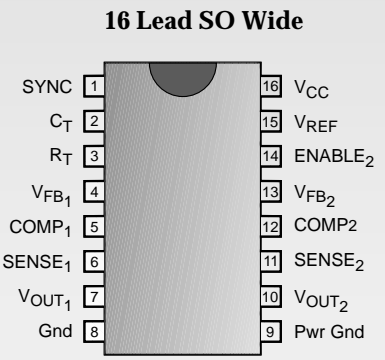 16 Lead SO Wide
SYNC 1 16 VCC
CT 2 15 VREF
RT 3 14 ENABLE2
VFB1 4 13 VFB2
COMP1 5 12 COMP2
SENSE1 6 11 SENSE2
VOUT1 7 10 VOUT2
Gnd 8 9 Pwr Gnd